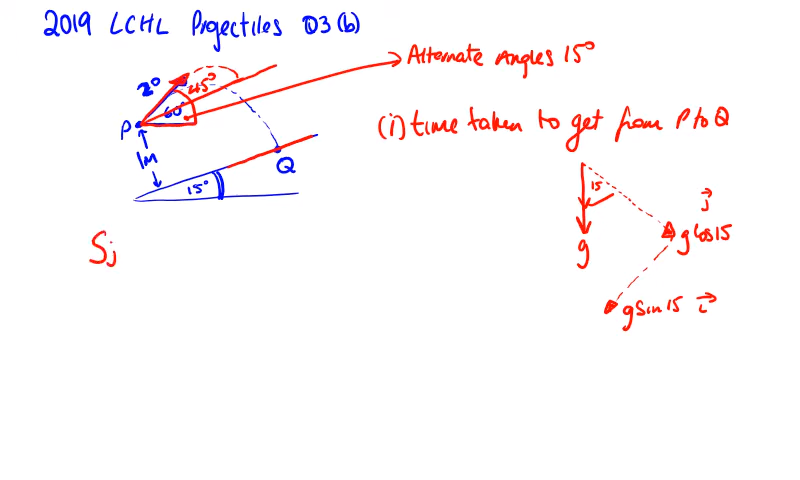 2019 LCHL Projectiles Q3(b)
Alternate Angles 15°
2°
45°
60°
P
(i) time taken to get from P to Q
1m
Q
15°
15
j
g
g Cos 15
Sj
g Sin 15 i